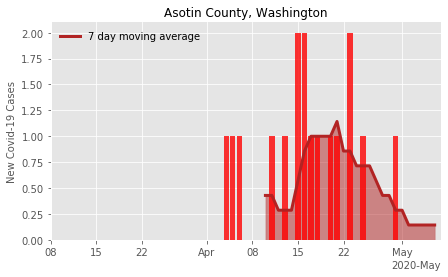 Asotin County, Washington
7 day moving average
New Covid-19 Cases
2.00
1.75
1.50
1.25
1.00
0.75
0.50
0.25
0.00
08 15 22 Apr 08 15 22 May
2020-May